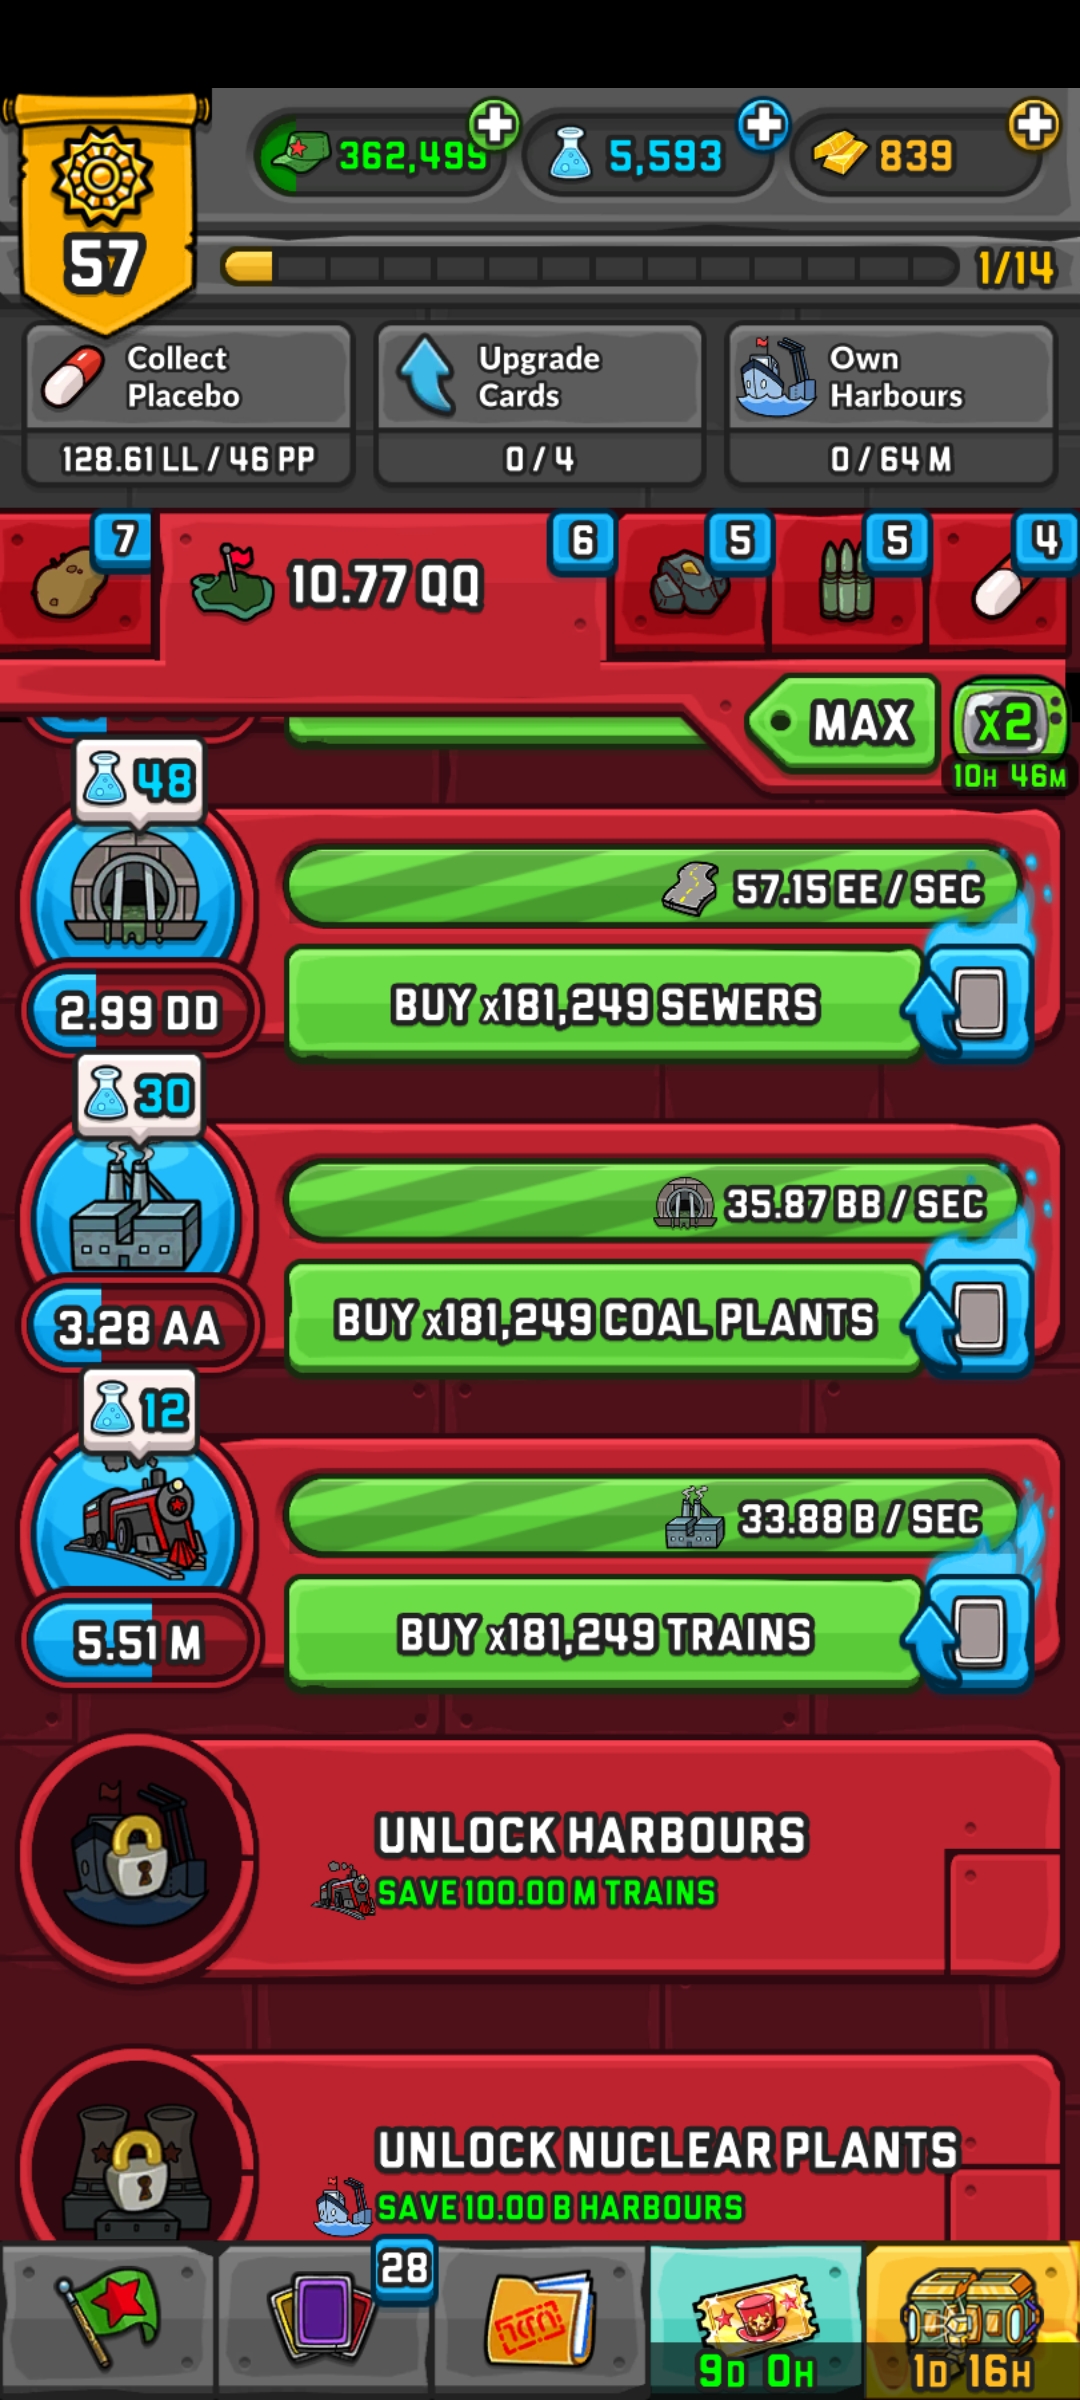 362,499
5,593
839
57
1/14
Collect
Placebo
128.61 LL / 46 PP
Upgrade
Cards
0 / 4
Own
Harbours
0 / 64 M
7
10.77 QQ
6
5
5
4
MAX
x2
10H 46M
48
57.15 EE / SEC
BUY x181,249 SEWERS
2.99 DD
30
35.87 BB / SEC
BUY x181,249 COAL PLANTS
3.28 AA
12
33.88 B / SEC
BUY x181,249 TRAINS
5.51 M
UNLOCK HARBOURS
SAVE 100.00 M TRAINS
UNLOCK NUCLEAR PLANTS
SAVE 10.00 B HARBOURS
28
9D 0H
1D 16H